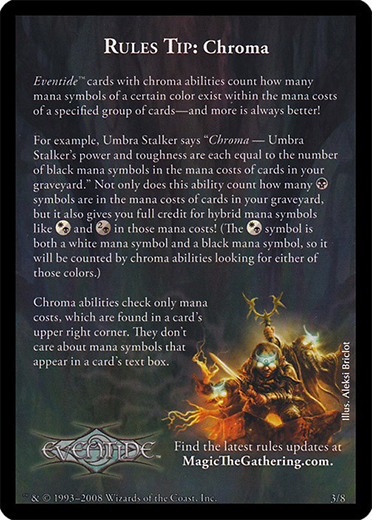 RULES TIP: CHROMA
Eventide™ cards with chroma abilities count how many
mana symbols of a certain color exist within the mana costs
of a specified group of cards—and more is always better!
For example, Umbra Stalker says “Chroma — Umbra
Stalker’s power and toughness are each equal to the number
of black mana symbols in the mana costs of cards in your
graveyard.” Not only does this ability count how many
symbols are in the mana costs of cards in your graveyard,
but it also gives you full credit for hybrid mana symbols
like and 2 in those mana costs! (The symbol is
both a white mana symbol and a black mana symbol, so it
will be counted by chroma abilities looking for either of
those colors.)
Chroma abilities check only mana
costs, which are found in a card’s
upper right corner. They don’t
care about mana symbols that
appear in a card’s text box.
Illus. Aleksi Briclot
EVENTIDE
Find the latest rules updates at
MagicTheGathering.com.
™ & © 1993–2008 Wizards of the Coast, Inc.
3/8